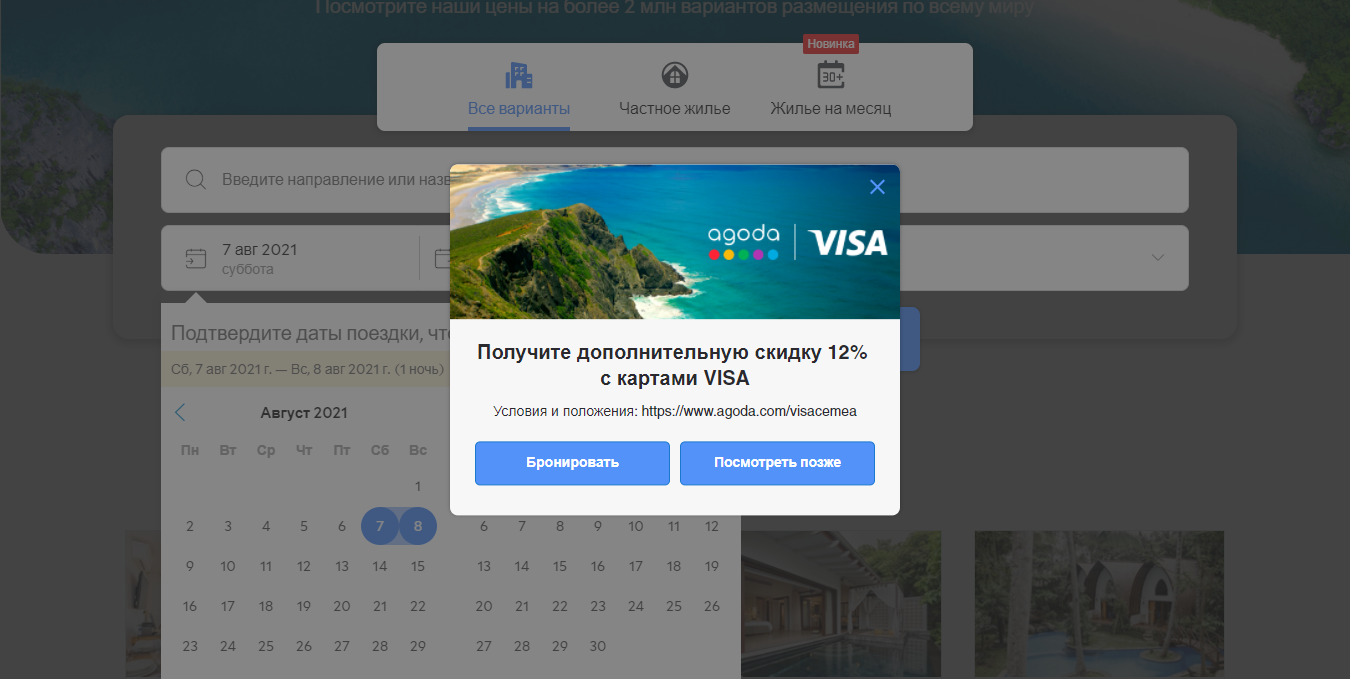 Посмотрите наши цены на более 2 млн вариантов размещения по всему миру
Новинка
30+
Все варианты
Частное жилье
Жилье на месяц
Введите направление или
7 авг 2021
суббота
agoda VISA
Получите дополнительную скидку 12%
с картами VISA
Условия и положения: https://www.agoda.com/visacemea
Бронировать
Посмотреть позже
Подтвердите даты поездки,
Сб, 7 авг 2021 г. — Вс, 8 авг 2021 г. (1 ночь)
Август 2021
Пн Вт Ср Чт Пт Сб Вс
1
2 3 4 5 6 7 8
9 10 11 12 13 14 15
16 17 18 19 20 21 22
23 24 25 26 27 28 29
6 7 8 9 10 11 12
13 14 15 16 17 18 19
20 21 22 23 24 25 26
27 28 29 30